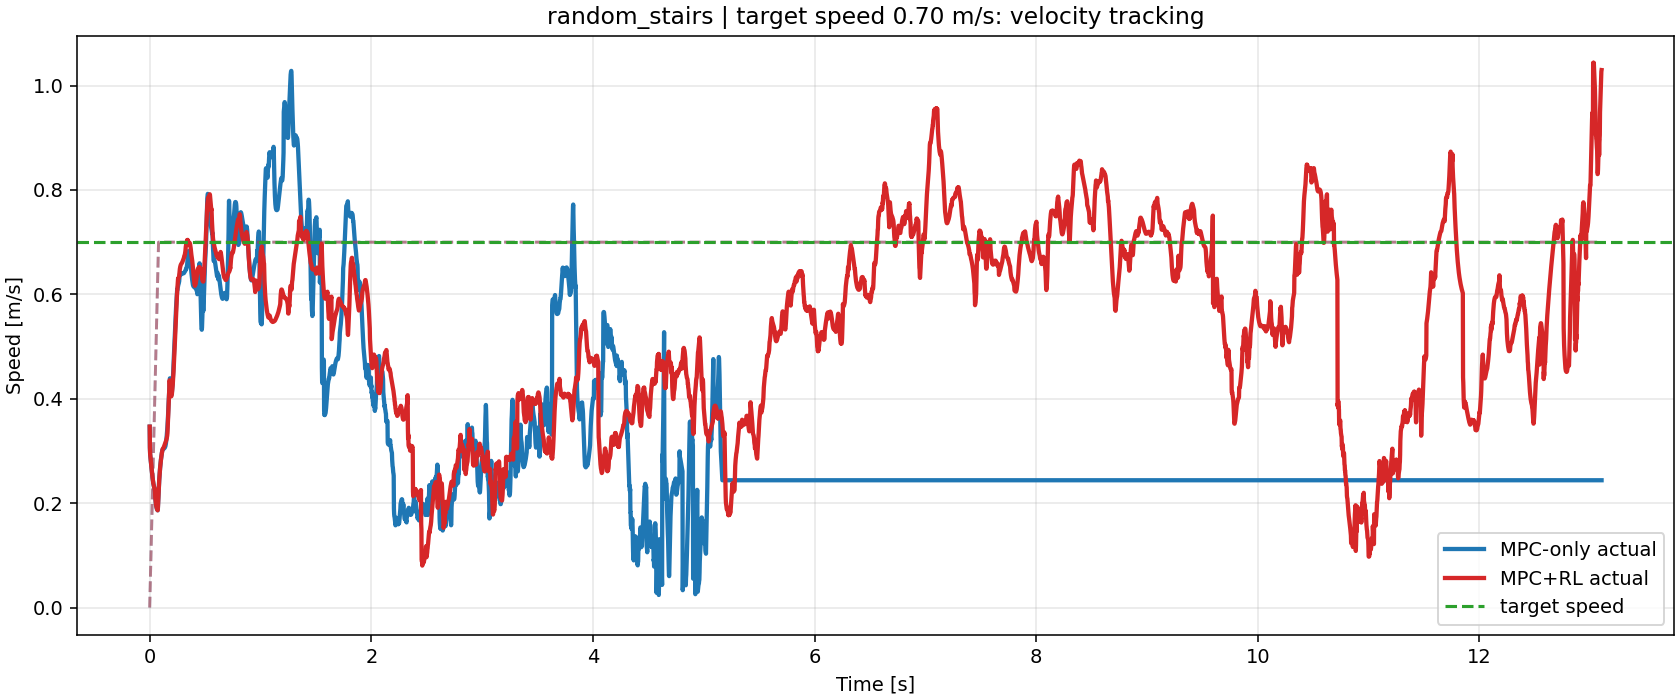 random_stairs | target speed 0.70 m/s: velocity tracking
Speed [m/s]
1.0
0.8
0.6
0.4
0.2
0.0
0 2 4 6 8 10 12
Time [s]
MPC-only actual
MPC+RL actual
target speed